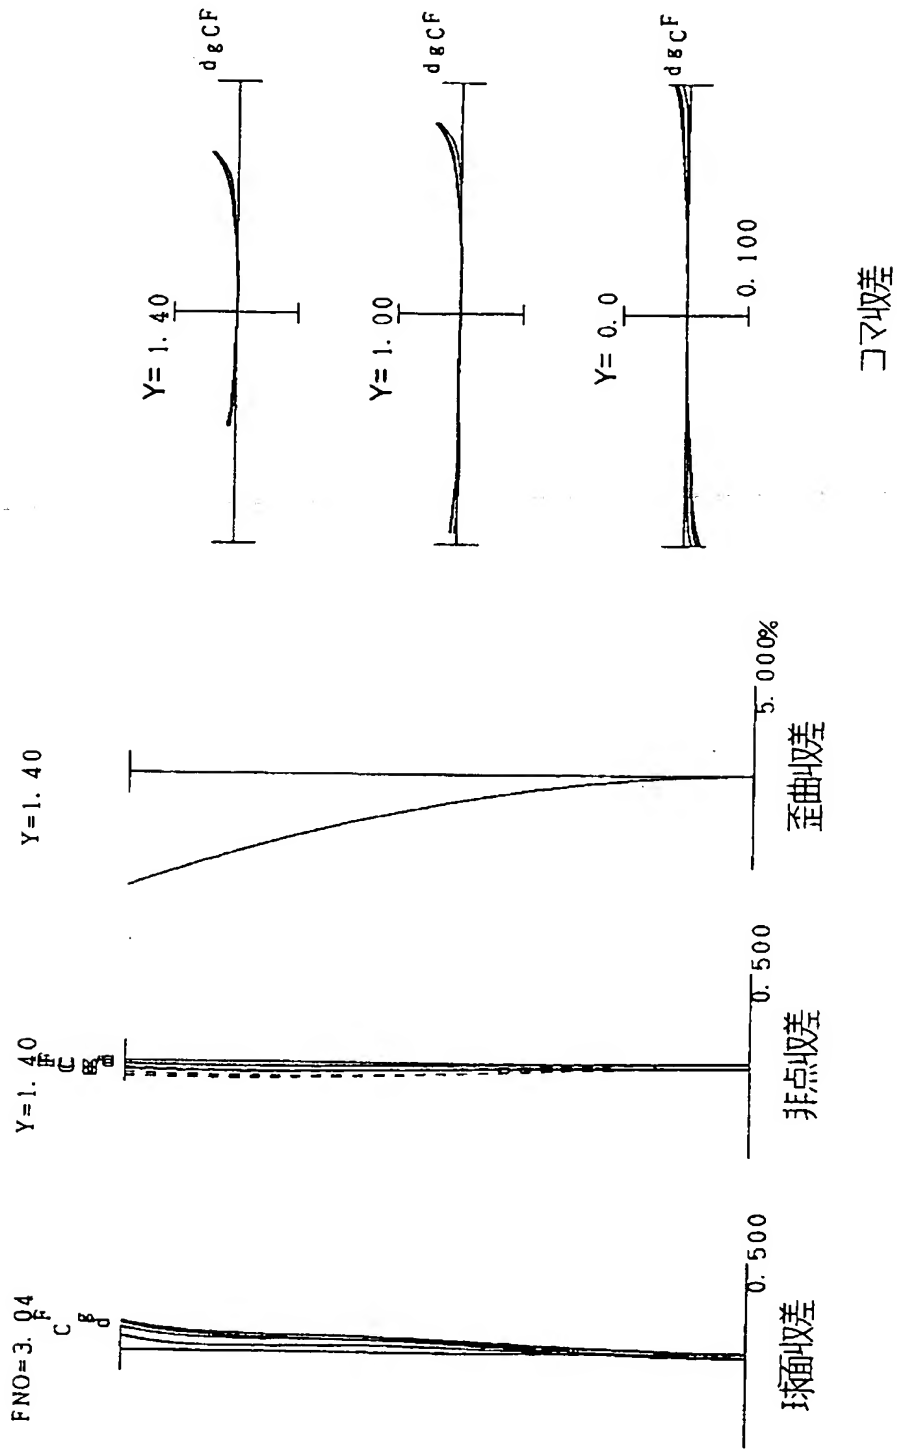 FNO=3. 04
F
C
g
d
0. 500
球面収差
Y=1. 40
0. 500
非点収差
Y=1. 40
5. 000%
歪曲収差
Y=1. 40
d g C F
Y=1. 00
d g C F
Y= 0. 0
d g C F
0. 100
コマ収差